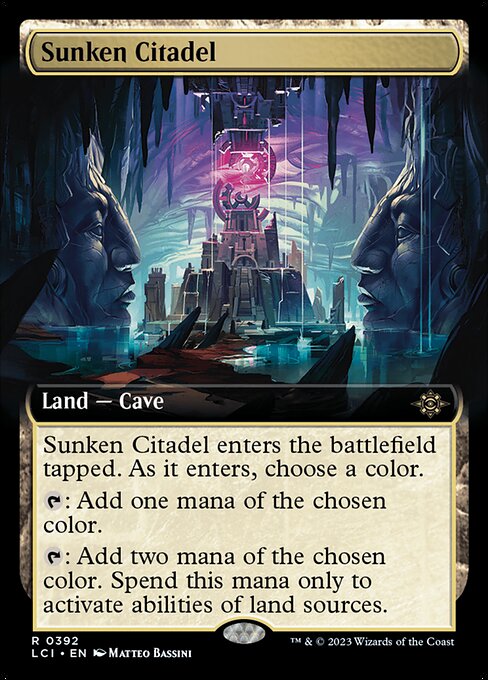 Sunken Citadel
Land — Cave
Sunken Citadel enters the battlefield
tapped. As it enters, choose a color.
: Add one mana of the chosen
color.
: Add two mana of the chosen
color. Spend this mana only to
activate abilities of land sources.
R 0392
LCI • EN Matteo Bassini
™ & © 2023 Wizards of the Coast